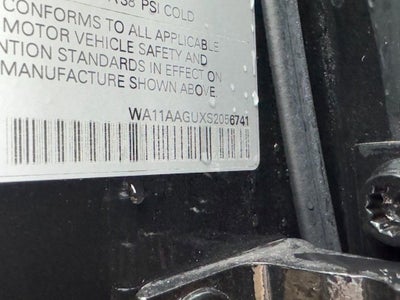 38 PSI COLD
CONFORMS TO ALL APPLICABLE
MOTOR VEHICLE SAFETY AND
STANDARDS IN EFFECT ON
MANUFACTURE SHOWN ABOVE.
WA11AAGUXS2056741